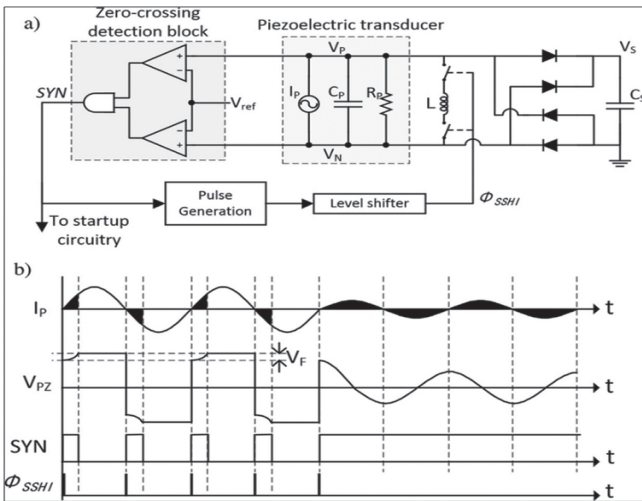 a)
Zero-crossing
detection block
Piezoelectric transducer
SYN
V_ref
V_P
I_P
C_P
R_P
V_N
L
V_S
C
Φ_SSHI
Pulse
Generation
Level shifter
To startup
circuitry
b)
I_P
t
V_F
V_PZ
t
SYN
t
Φ_SSHI
t